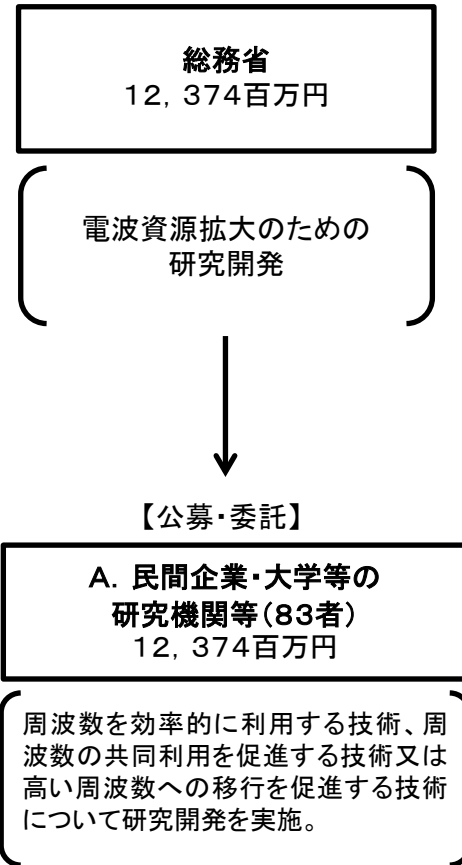 総務省
12，374百万円
電波資源拡大のための
研究開発
【公募・委託】
A．民間企業・大学等の
研究機関等（83者）
12，374百万円
周波数を効率的に利用する技術、周
波数の共同利用を促進する技術又は
高い周波数への移行を促進する技術
について研究開発を実施。